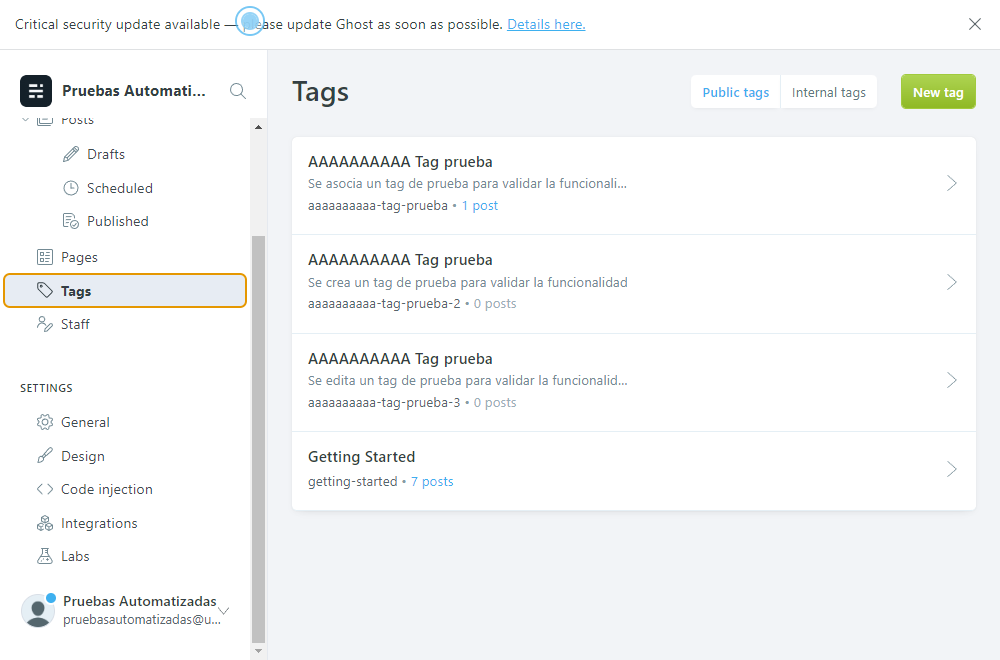 Critical security update available — please update Ghost as soon as possible. Details here.
Pruebas Automati...
Posts
Drafts
Scheduled
Published
Pages
Tags
Staff
SETTINGS
General
Design
Code injection
Integrations
Labs
Pruebas Automatizadas
pruebasautomatizadas@u...
Tags
Public tags
Internal tags
New tag
AAAAAAAAAA Tag prueba
Se asocia un tag de prueba para validar la funcionali...
aaaaaaaaaa-tag-prueba • 1 post
AAAAAAAAAA Tag prueba
Se crea un tag de prueba para validar la funcionalidad
aaaaaaaaaa-tag-prueba-2 • 0 posts
AAAAAAAAAA Tag prueba
Se edita un tag de prueba para validar la funcionalid...
aaaaaaaaaa-tag-prueba-3 • 0 posts
Getting Started
getting-started • 7 posts